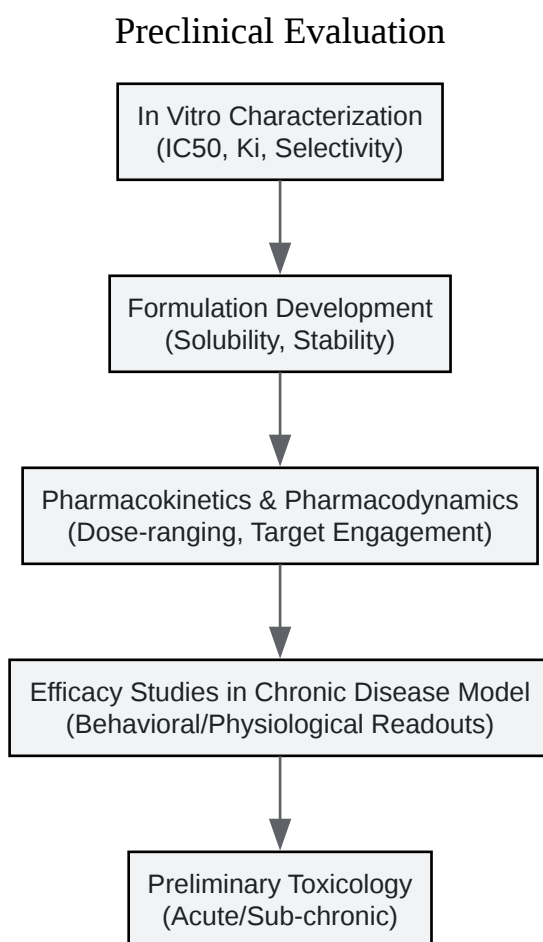 Preclinical Evaluation
In Vitro Characterization
(IC50, Ki, Selectivity)
Formulation Development
(Solubility, Stability)
Pharmacokinetics & Pharmacodynamics
(Dose-ranging, Target Engagement)
Efficacy Studies in Chronic Disease Model
(Behavioral/Physiological Readouts)
Preliminary Toxicology
(Acute/Sub-chronic)